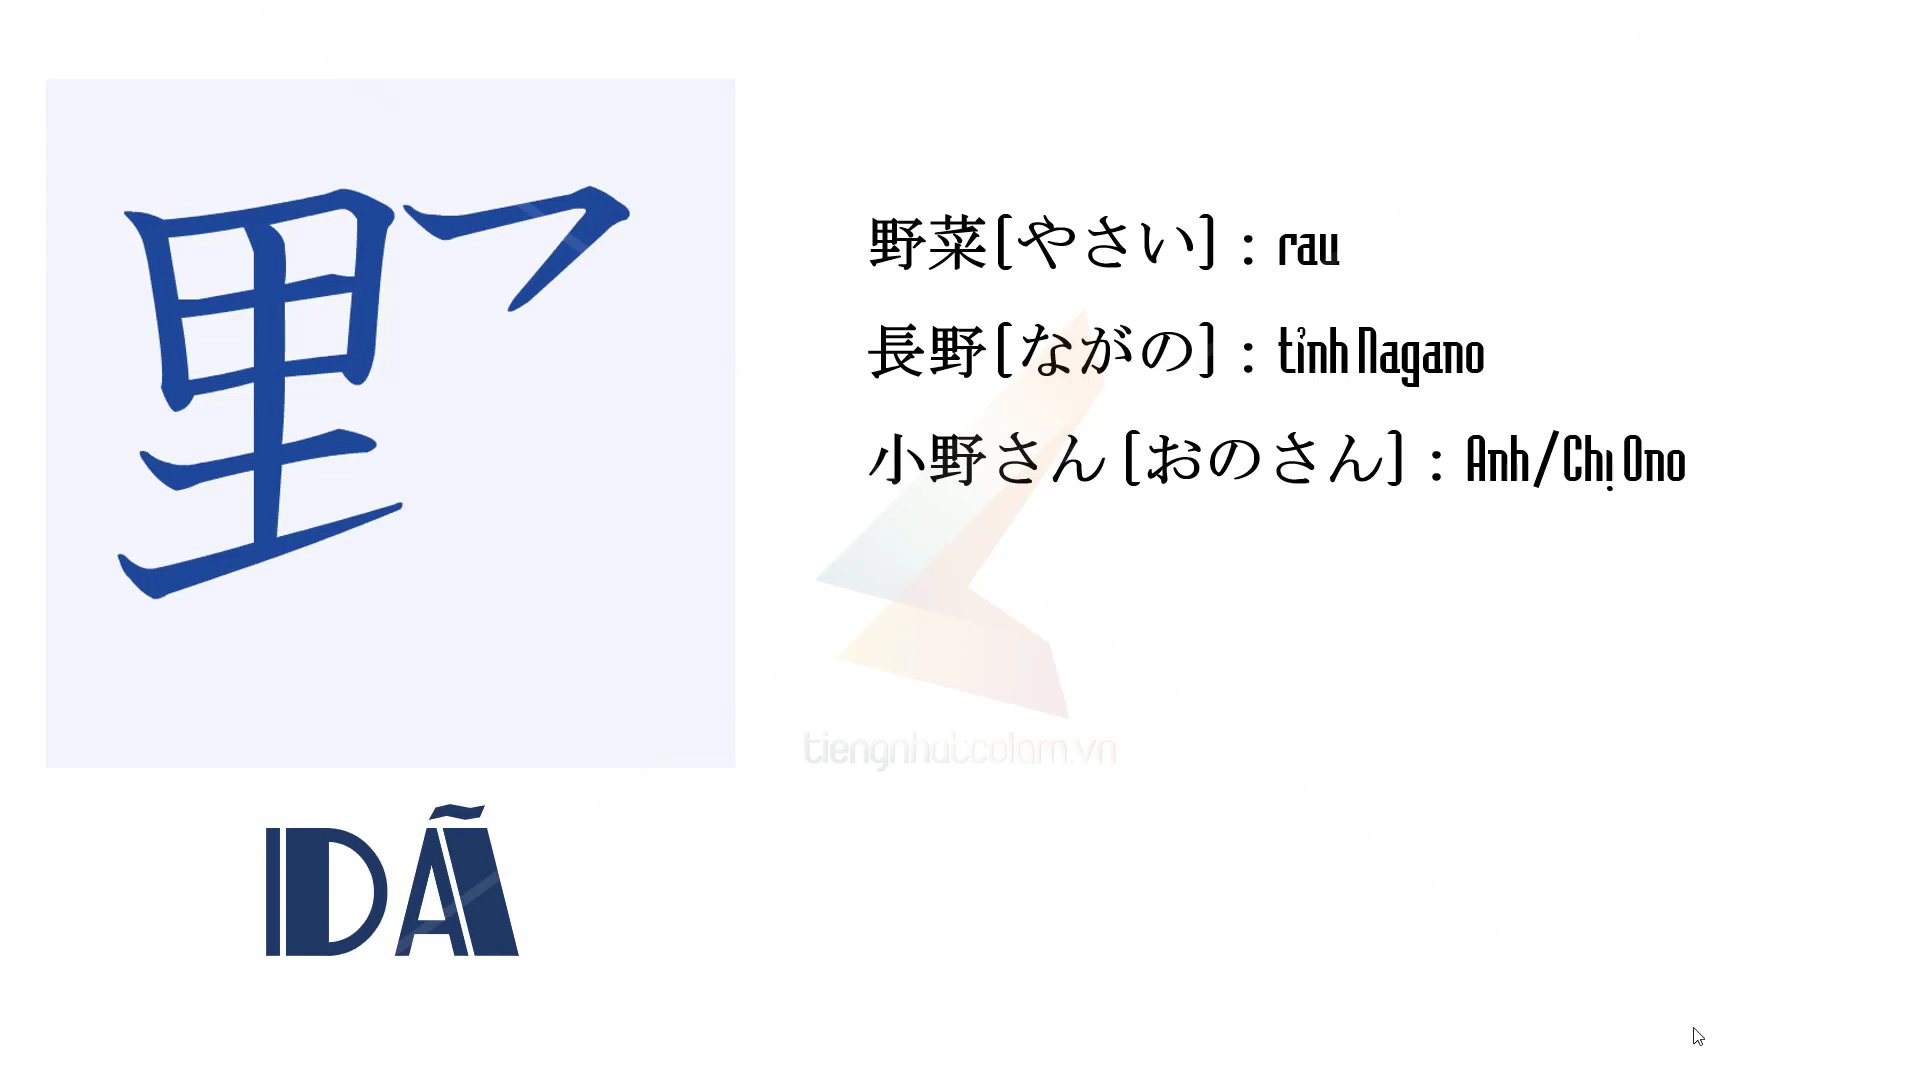 野菜[やさい] : rau
長野[ながの] : tỉnh Nagano
小野さん [おのさん] : Anh/Chị Ono
tiengnhatcolam.vn
DÃ